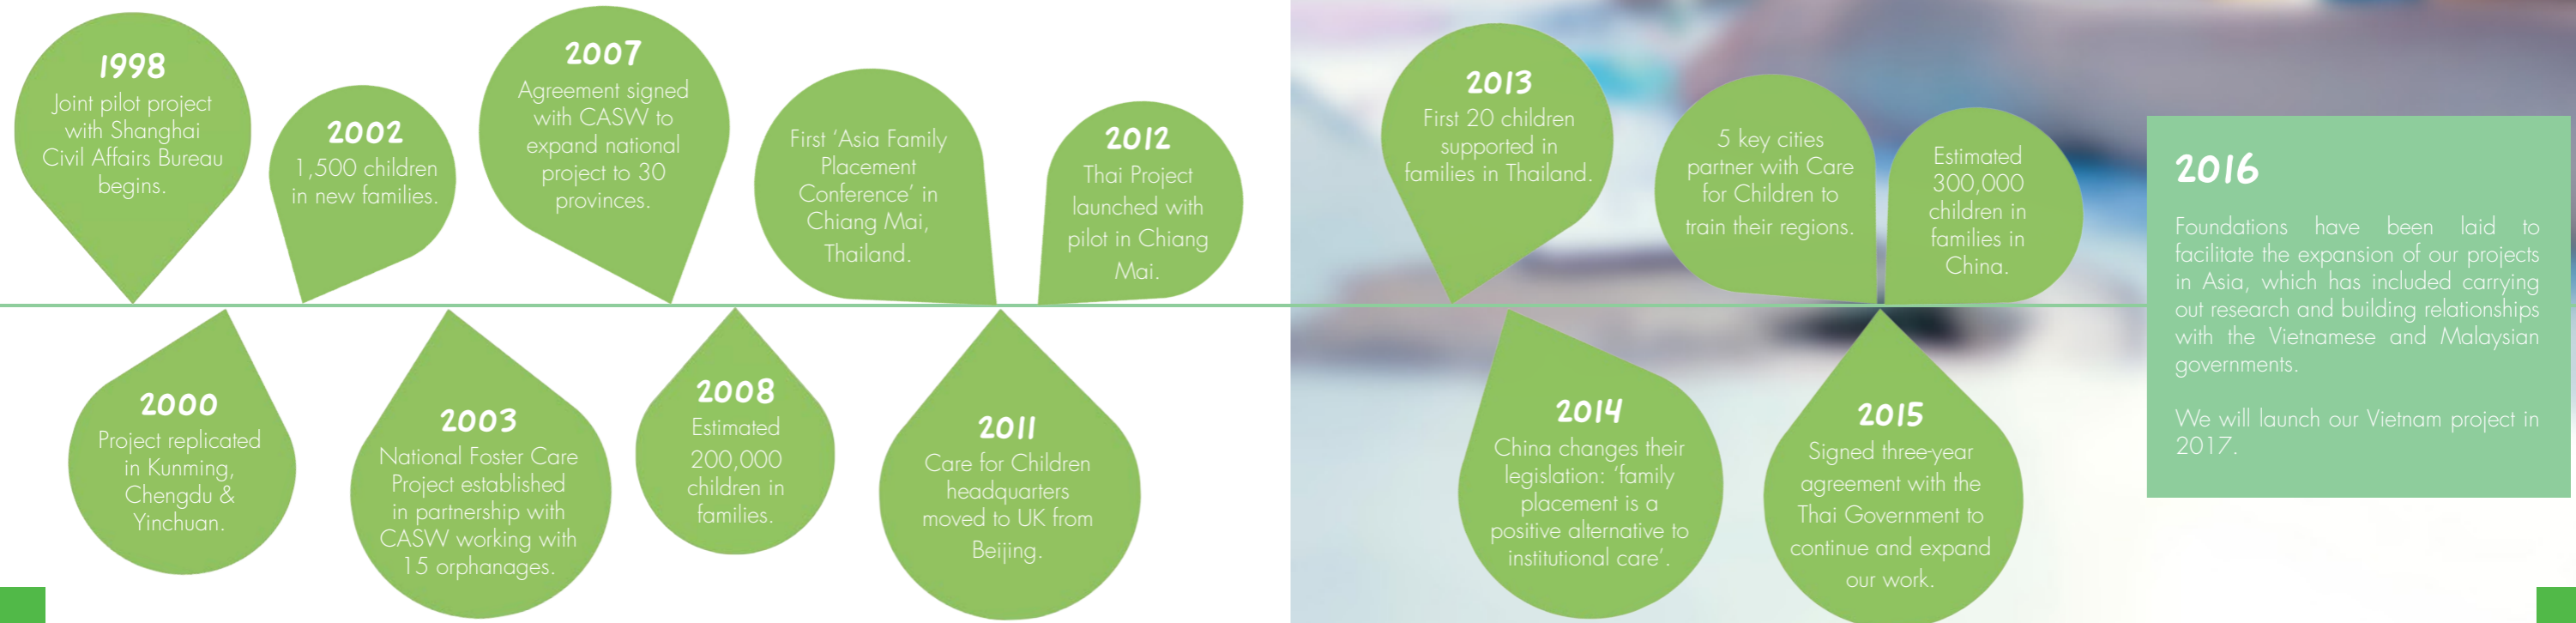 1998
Joint pilot project
with Shanghai
Civil Affairs Bureau
begins.
2000
Project replicated
in Kunming,
Chengdu &
Yinchuan.
2002
1,500 children
in new families.
2003
National Foster Care
Project established
in partnership with
CASW working with
15 orphanages.
2007
Agreement signed
with CASW to
expand national
project to 30
provinces.
2008
Estimated
200,000
children in
families.
First ‘Asia Family
Placement
Conference’ in
Chiang Mai,
Thailand.
2011
Care for Children
headquarters
moved to UK from
Beijing.
2012
Thai Project
launched with
pilot in Chiang
Mai.
2013
First 20 children
supported in
families in Thailand.
2014
China changes their
legislation: ‘family
placement is a
positive alternative to
institutional care’.
5 key cities
partner with Care
for Children to
train their regions.
2015
Signed three-year
agreement with the
Thai Government to
continue and expand
our work.
Estimated
300,000
children in
families in
China.
2016
Foundations have been laid to
facilitate the expansion of our projects
in Asia, which has included carrying
out research and building relationships
with the Vietnamese and Malaysian
governments.
We will launch our Vietnam project in
2017.